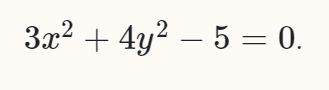 3x² + 4y² − 5 = 0.